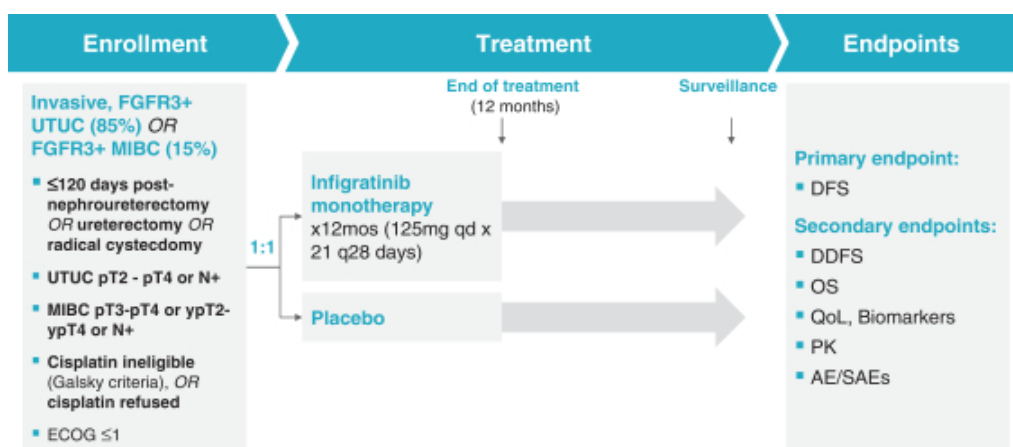 Enrollment
Treatment
Endpoints
Invasive, FGFR3+
UTUC (85%) OR
FGFR3+ MIBC (15%)
▪ ≤120 days post-
nephroureterectomy
OR ureterectomy OR
radical cystecdomy
▪ UTUC pT2 - pT4 or N+
▪ MIBC pT3-pT4 or ypT2-
ypT4 or N+
▪ Cisplatin ineligible
(Galsky criteria), OR
cisplatin refused
▪ ECOG ≤1
1:1
End of treatment
(12 months)
Surveillance
Infigratinib
monotherapy
x12mos (125mg qd x
21 q28 days)
Placebo
Primary endpoint:
▪ DFS
Secondary endpoints:
▪ DDFS
▪ OS
▪ QoL, Biomarkers
▪ PK
▪ AE/SAEs